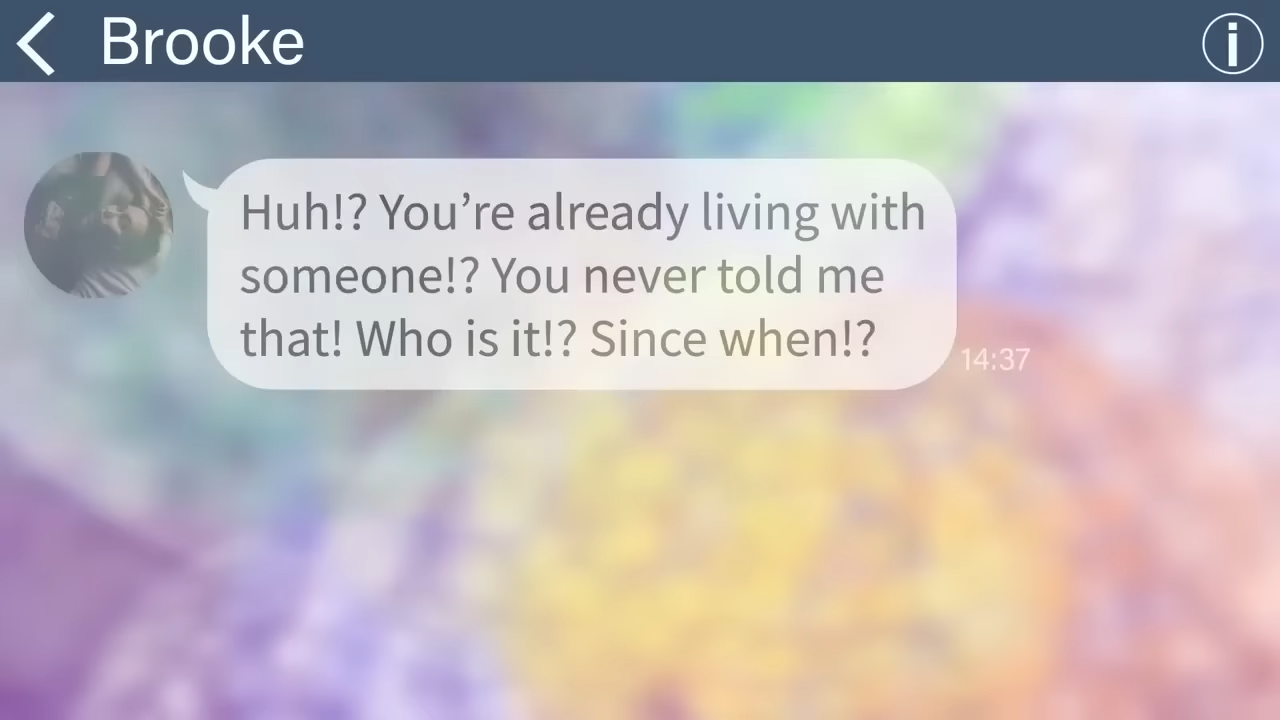 Brooke
Huh!? You’re already living with
someone!? You never told me
that! Who is it!? Since when!?
14:37